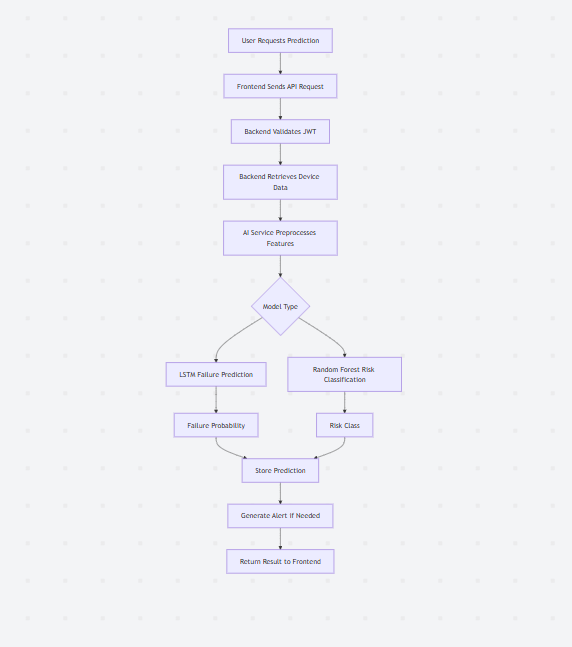 User Requests Prediction
Frontend Sends API Request
Backend Validates JWT
Backend Retrieves Device
Data
AI Service Preprocesses
Features
Model Type
LSTM Failure Prediction
Random Forest Risk
Classification
Failure Probability
Risk Class
Store Prediction
Generate Alert if Needed
Return Result to Frontend